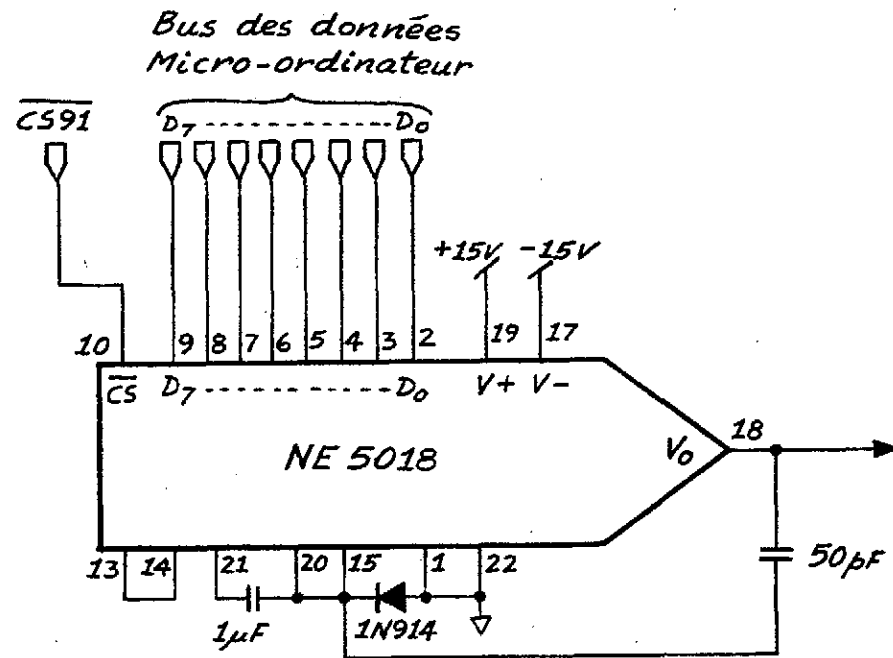 Bus des données
Micro-ordinateur
CS91
D7 ----------------- D0
+15V -15V
10 9 8 7 6 5 4 3 2 19 17
CS D7 ----------------- D0 V+ V-
NE 5018
V0
18
13 14 21 20 15 1 22
50pF
1µF
1N914